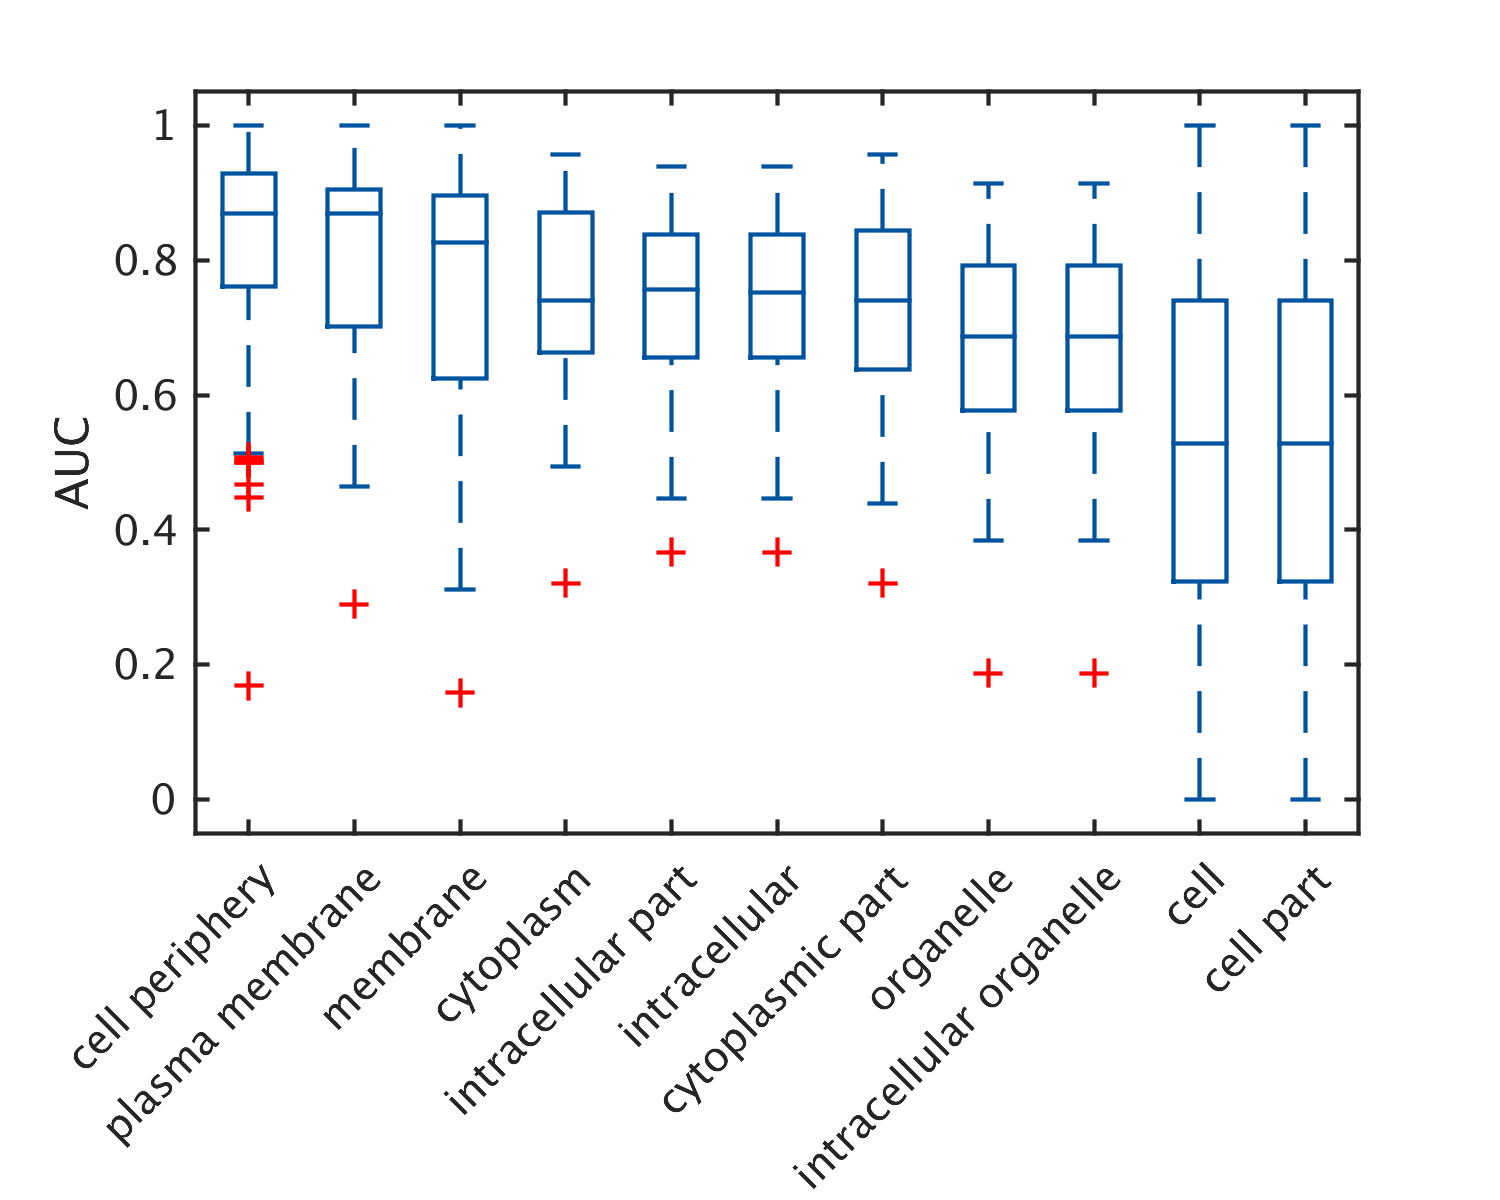 1
0.8
0.6
0.4
0.2
0
AUC
cell periphery
plasma membrane
membrane
cytoplasm
intracellular part
intracellular
cytoplasmic part
organelle
intracellular organelle
cell
cell part